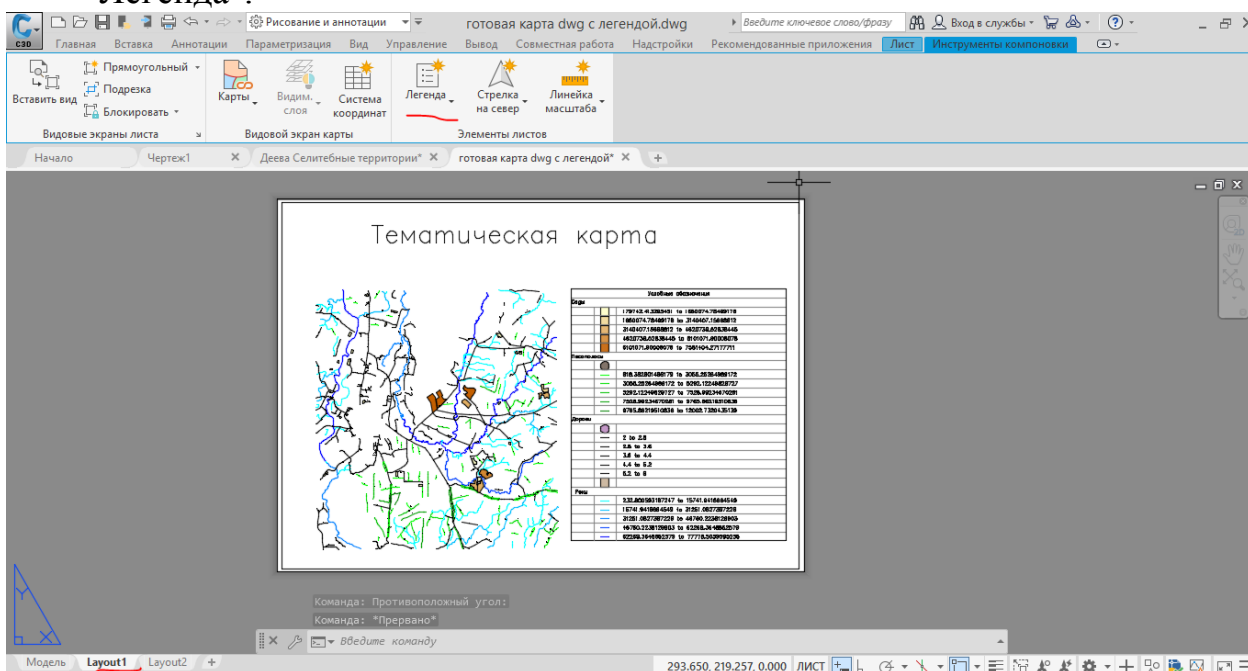 "Легенда".
Рисование и аннотации готовая карта dwg с легендой.dwg Введите ключевое слово/фразу Вход в службы
C3D Главная Вставка Аннотации Параметризация Вид Управление Вывод Совместная работа Надстройки Рекомендованные приложения Лист Инструменты компоновки
Вставить вид
Прямоугольный
Подрезка
Блокировать
Карты
Видим. слоя
Система координат
Легенда
Стрелка на север
Линейка масштаба
Видовые экраны листа Видовой экран карты Элементы листов
Начало Чертеж1 Деева Селитебные территории* готовая карта dwg с легендой*
Тематическая карта
Условные обозначения
Сады
Лесополосы
Дороги
2 to 2.8
2.8 to 3.6
3.6 to 4.4
4.4 to 5.2
5.2 to 6
Реки
Y
X
Команда: Противоположный угол:
Команда: *Прервано*
Введите команду
Модель Layout1 Layout2 +
293.650, 219.257, 0.000 ЛИСТ